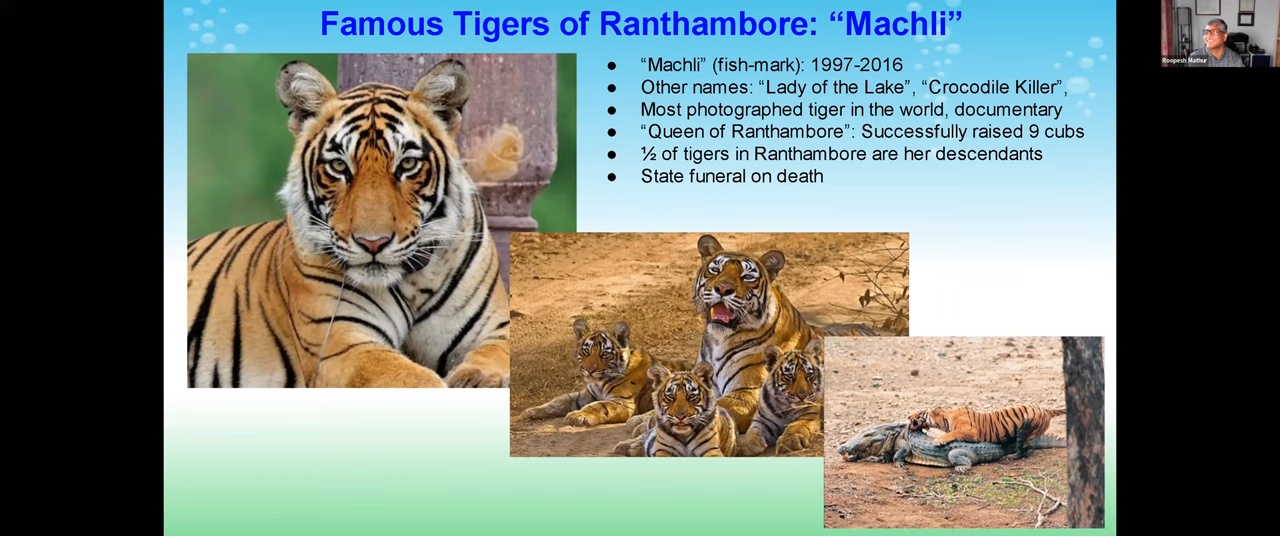 Famous Tigers of Ranthambore: “Machli”
● “Machli” (fish-mark): 1997-2016
● Other names: “Lady of the Lake”, “Crocodile Killer”,
● Most photographed tiger in the world, documentary
● “Queen of Ranthambore”: Successfully raised 9 cubs
● ½ of tigers in Ranthambore are her descendants
● State funeral on death
Roopesh Mathur